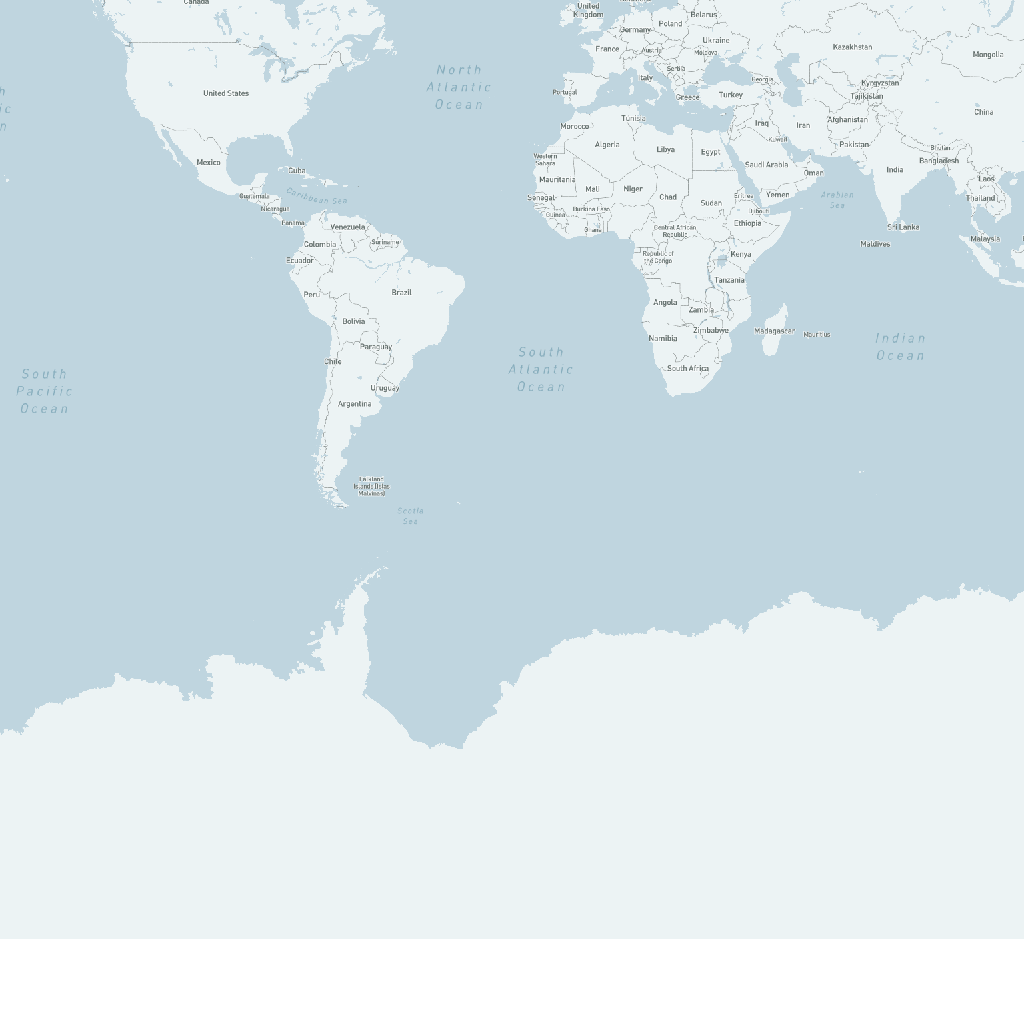 Canada
United
Kingdom
Belarus
Poland
Germany
Ukraine
France
Austria
Moldova
Kazakhstan
Mongolia
North
Atlantic
Ocean
Serbia
Italy
Georgia
Kyrgyzstan
United States
Portugal
Greece
Turkey
Tajikistan
China
Tunisia
Morocco
Iraq
Iran
Afghanistan
Algeria
Libya
Egypt
Kuwait
Pakistan
Bhutan
Mexico
Western
Sahara
Saudi Arabia
Bangladesh
Cuba
Oman
India
Mauritania
Mali
Niger
Laos
Caribbean Sea
Guatemala
Senegal
Chad
Sudan
Eritrea
Yemen
Arabian
Sea
Thailand
Nicaragua
Guinea
Burkina Faso
Djibouti
Panama
Venezuela
Ghana
Central African
Republic
Ethiopia
Sri Lanka
Colombia
Suriname
Maldives
Malaysia
Ecuador
Republic of
the Congo
Kenya
Peru
Brazil
Tanzania
Angola
Zambia
Bolivia
Zimbabwe
Madagascar
Mauritius
Namibia
Indian
Ocean
Paraguay
South
Atlantic
Ocean
Chile
South Africa
South
Pacific
Ocean
Uruguay
Argentina
Falkland
Islands (Islas
Malvinas)
Scotia
Sea